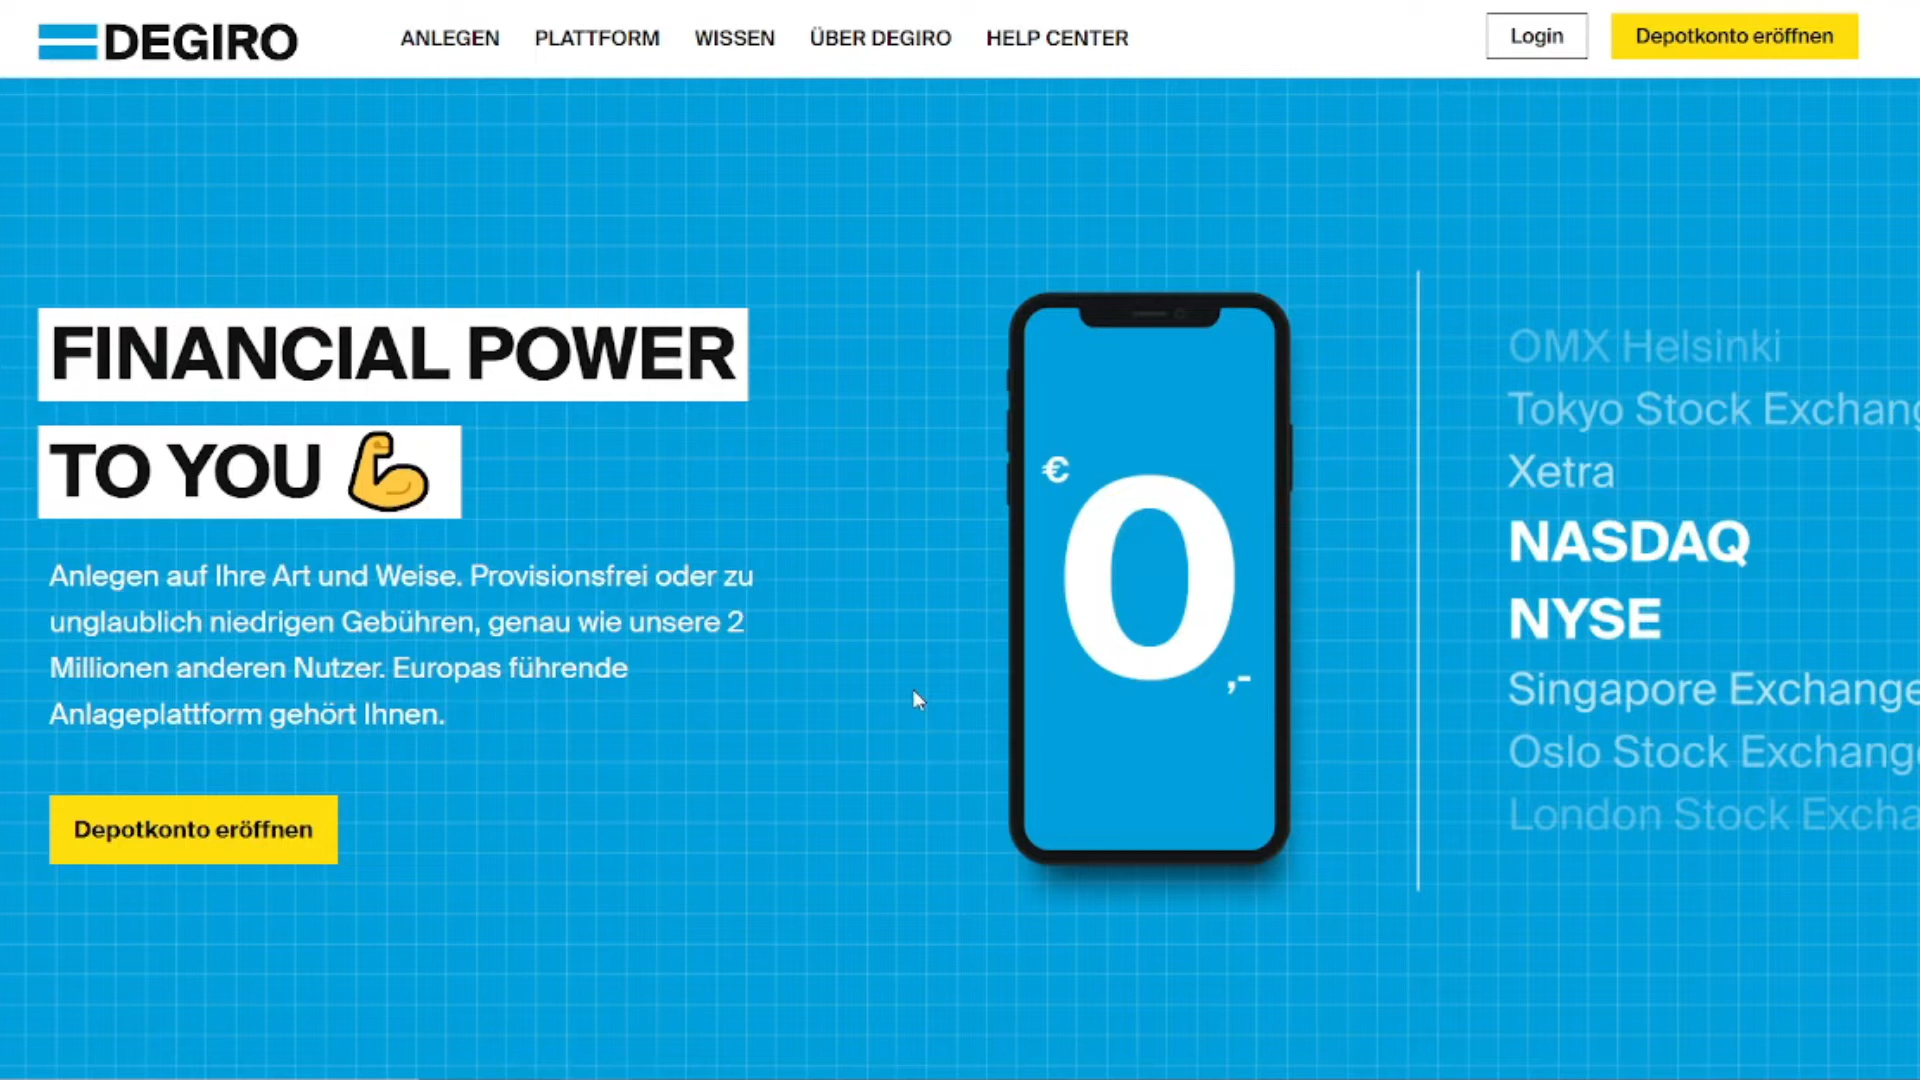 DEGIRO
ANLEGEN PLATTFORM WISSEN ÜBER DEGIRO HELP CENTER
Login
Depotkonto eröffnen
FINANCIAL POWER
TO YOU 💪
Anlegen auf Ihre Art und Weise. Provisionsfrei oder zu
unglaublich niedrigen Gebühren, genau wie unsere 2
Millionen anderen Nutzer. Europas führende
Anlageplattform gehört Ihnen.
Depotkonto eröffnen
€
0
,-
OMX Helsinki
Tokyo Stock Exchang
Xetra
NASDAQ
NYSE
Singapore Exchange
Oslo Stock Exchang
London Stock Excha